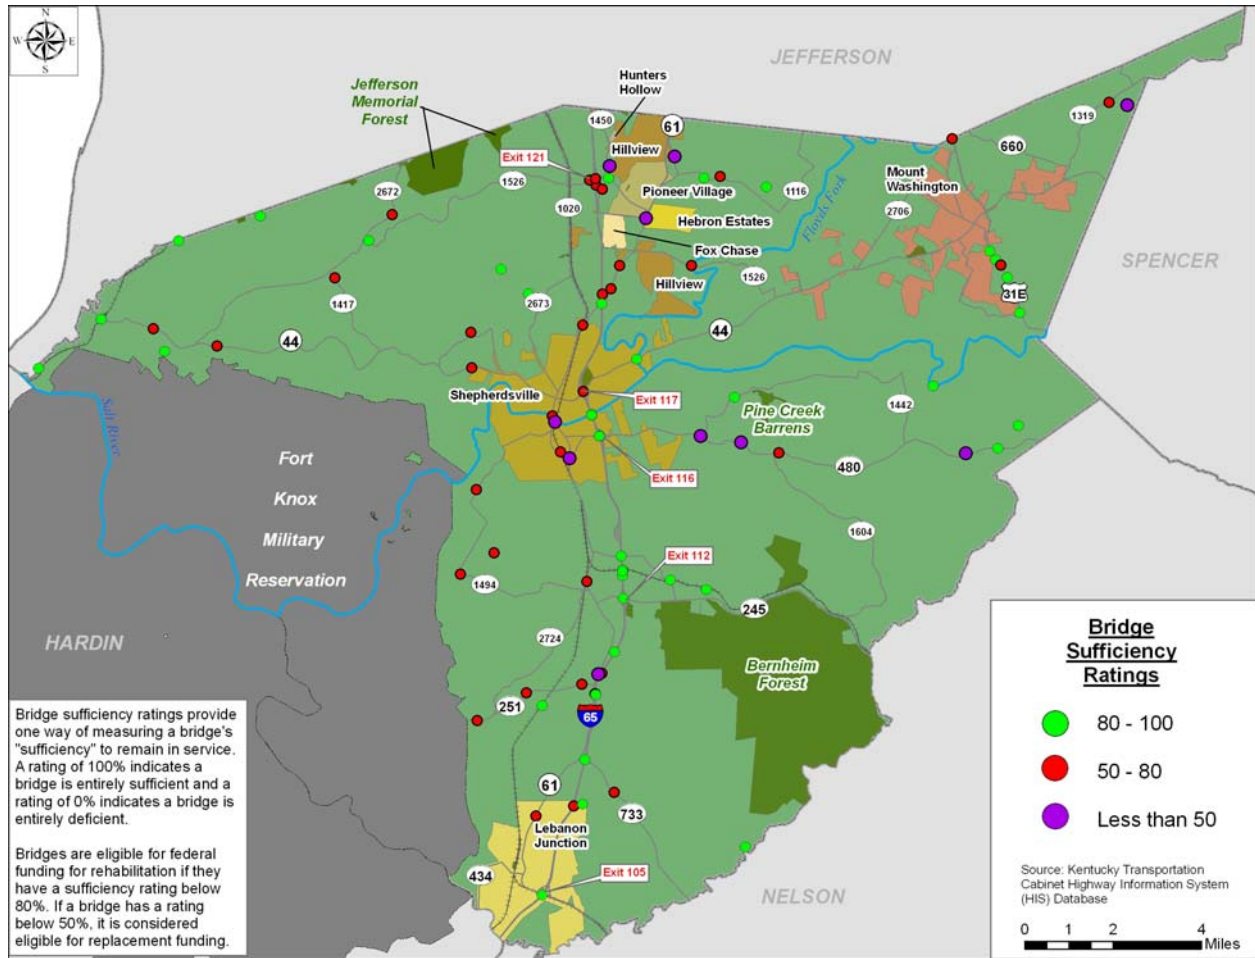 N
W E
S
JEFFERSON
Jefferson
Memorial
Forest
Hunters
Hollow
1450
61
Hillview
1319
660
Exit 121
Mount
Washington
2672
1526
Pioneer Village
1116
1020
2706
Floyds Fork
Hebron Estates
Fox Chase
SPENCER
1526
Hillview
1417
2673
31E
44
44
Shepherdsville
Exit 117
Salt River
1442
Pine Creek
Barrens
Fort
Knox
Military
Reservation
480
Exit 116
1604
Exit 112
1494
245
HARDIN
2724
Bernheim
Forest
251
65
61
733
Lebanon
Junction
434
Exit 105
NELSON
Bridge sufficiency ratings provide
one way of measuring a bridge's
"sufficiency" to remain in service.
A rating of 100% indicates a
bridge is entirely sufficient and a
rating of 0% indicates a bridge is
entirely deficient.
Bridges are eligible for federal
funding for rehabilitation if they
have a sufficiency rating below
80%. If a bridge has a rating
below 50%, it is considered
eligible for replacement funding.
Bridge
Sufficiency
Ratings
80 - 100
50 - 80
Less than 50
Source: Kentucky Transportation
Cabinet Highway Information System
(HIS) Database
0 1 2 4
Miles